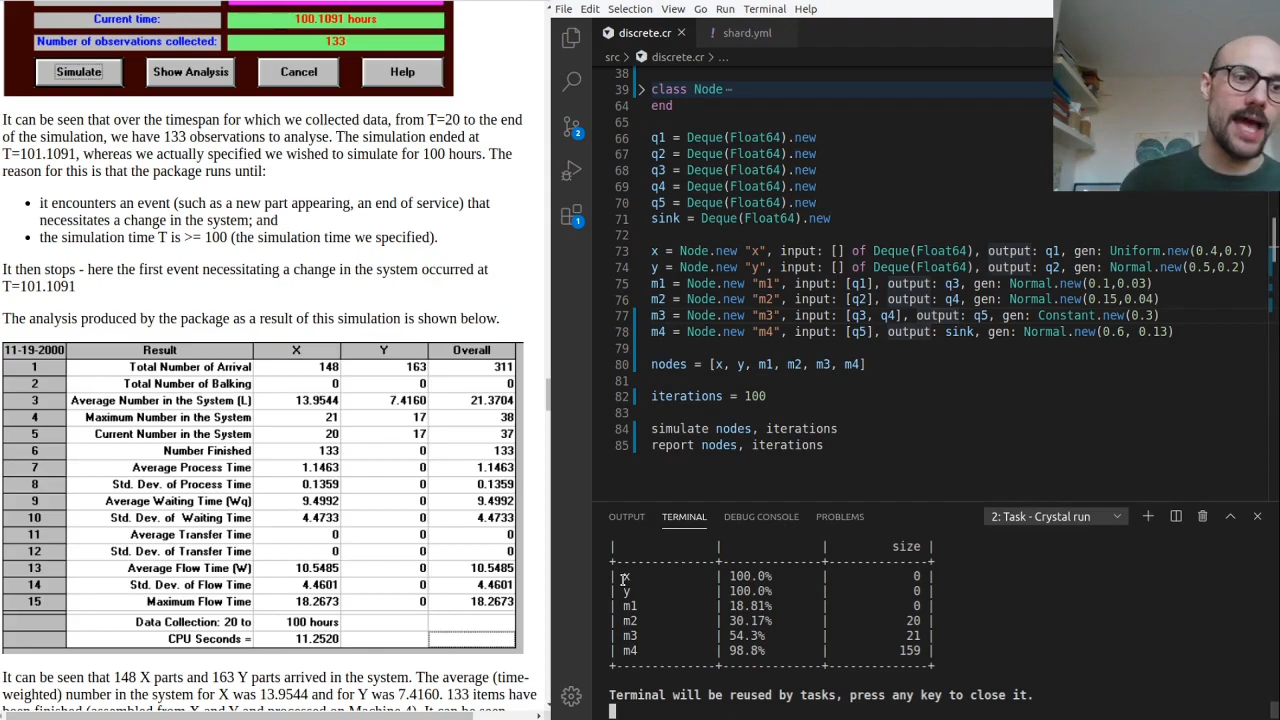 Current time:
100.1091 hours
Number of observations collected:
133
Simulate
Show Analysis
Cancel
Help
It can be seen that over the timespan for which we collected data, from T=20 to the end
of the simulation, we have 133 observations to analyse. The simulation ended at
T=101.1091, whereas we actually specified we wished to simulate for 100 hours. The
reason for this is that the package runs until:
it encounters an event (such as a new part appearing, an end of service) that
necessitates a change in the system; and
the simulation time T is >= 100 (the simulation time we specified).
It then stops - here the first event necessitating a change in the system occurred at
T=101.1091
The analysis produced by the package as a result of this simulation is shown below.
11-19-2000 Result X Y Overall
1 Total Number of Arrival 148 163 311
2 Total Number of Balking 0 0 0
3 Average Number in the System (L) 13.9544 7.4160 21.3704
4 Maximum Number in the System 21 17 38
5 Current Number in the System 20 17 37
6 Number Finished 133 0 133
7 Average Process Time 1.1463 0 1.1463
8 Std. Dev. of Process Time 0.1359 0 0.1359
9 Average Waiting Time (Wq) 9.4992 0 9.4992
10 Std. Dev. of Waiting Time 4.4733 0 4.4733
11 Average Transfer Time 0 0 0
12 Std. Dev. of Transfer Time 0 0 0
13 Average Flow Time (W) 10.5485 0 10.5485
14 Std. Dev. of Flow Time 4.4601 0 4.4601
15 Maximum Flow Time 18.2673 0 18.2673
Data Collection: 20 to 100 hours
CPU Seconds = 11.2520
It can be seen that 148 X parts and 163 Y parts arrived in the system. The average (time-
weighted) number in the system for X was 13.9544 and for Y was 7.4160. 133 items have
been finished (assembled from X and Y and processed on Machine 4). It can be seen
File Edit Selection View Go Run Terminal Help
discrete.cr
! shard.yml
src > discrete.cr > ...
38
39 class Node
64 end
65
66 q1 = Deque(Float64).new
67 q2 = Deque(Float64).new
68 q3 = Deque(Float64).new
69 q4 = Deque(Float64).new
70 q5 = Deque(Float64).new
71 sink = Deque(Float64).new
72
73 x = Node.new "x", input: [] of Deque(Float64), output: q1, gen: Uniform.new(0.4,0.7)
74 y = Node.new "y", input: [] of Deque(Float64), output: q2, gen: Normal.new(0.5,0.2)
75 m1 = Node.new "m1", input: [q1], output: q3, gen: Normal.new(0.1,0.03)
76 m2 = Node.new "m2", input: [q2], output: q4, gen: Normal.new(0.15,0.04)
77 m3 = Node.new "m3", input: [q3, q4], output: q5, gen: Constant.new(0.3)
78 m4 = Node.new "m4", input: [q5], output: sink, gen: Normal.new(0.6, 0.13)
79
80 nodes = [x, y, m1, m2, m3, m4]
81
82 iterations = 100
83
84 simulate nodes, iterations
85 report nodes, iterations
2
1
OUTPUT TERMINAL DEBUG CONSOLE PROBLEMS
2: Task - Crystal run
| | | size |
+-------------+-------------+-------------+
| x | 100.0% | 0 |
| y | 100.0% | 0 |
| m1 | 18.81% | 0 |
| m2 | 30.17% | 20 |
| m3 | 54.3% | 21 |
| m4 | 98.8% | 159 |
+-------------+-------------+-------------+
Terminal will be reused by tasks, press any key to close it.